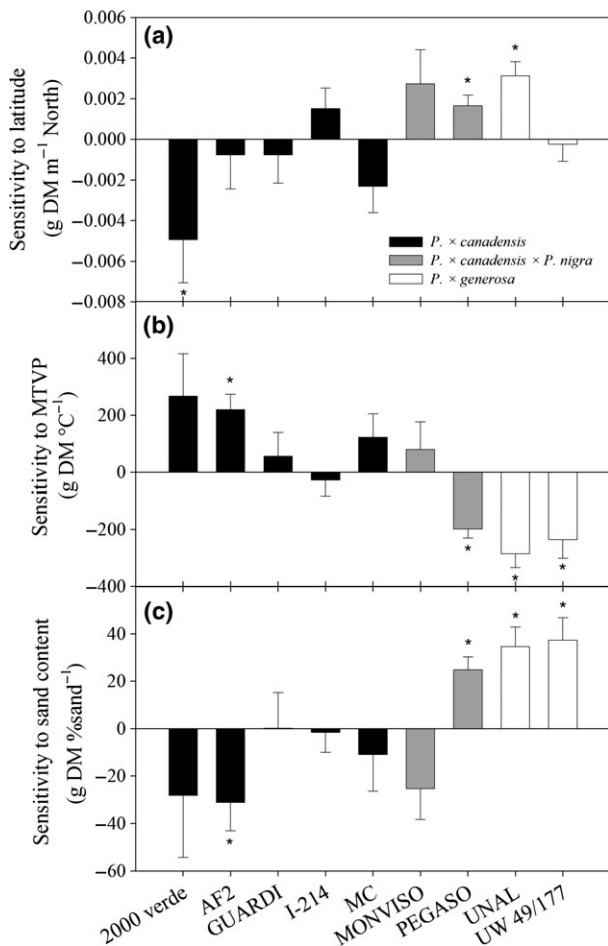 0.006
(a)
0.004
0.002
0.000
−0.002
−0.004
−0.006
−0.008
Sensitivity to latitude
(g DM m⁻¹ North)
*
*
*
P. × canadensis
P. × canadensis × P. nigra
P. × generosa
(b)
400
200
0
−200
−400
Sensitivity to MTVP
(g DM °C⁻¹)
*
*
*
*
(c)
40
20
0
−20
−40
−60
Sensitivity to sand content
(g DM %sand⁻¹)
*
*
*
*
2000 verde
AF2
GUARDI
I-214
MC
MONVISO
PEGASO
UNAL
UW 49/177